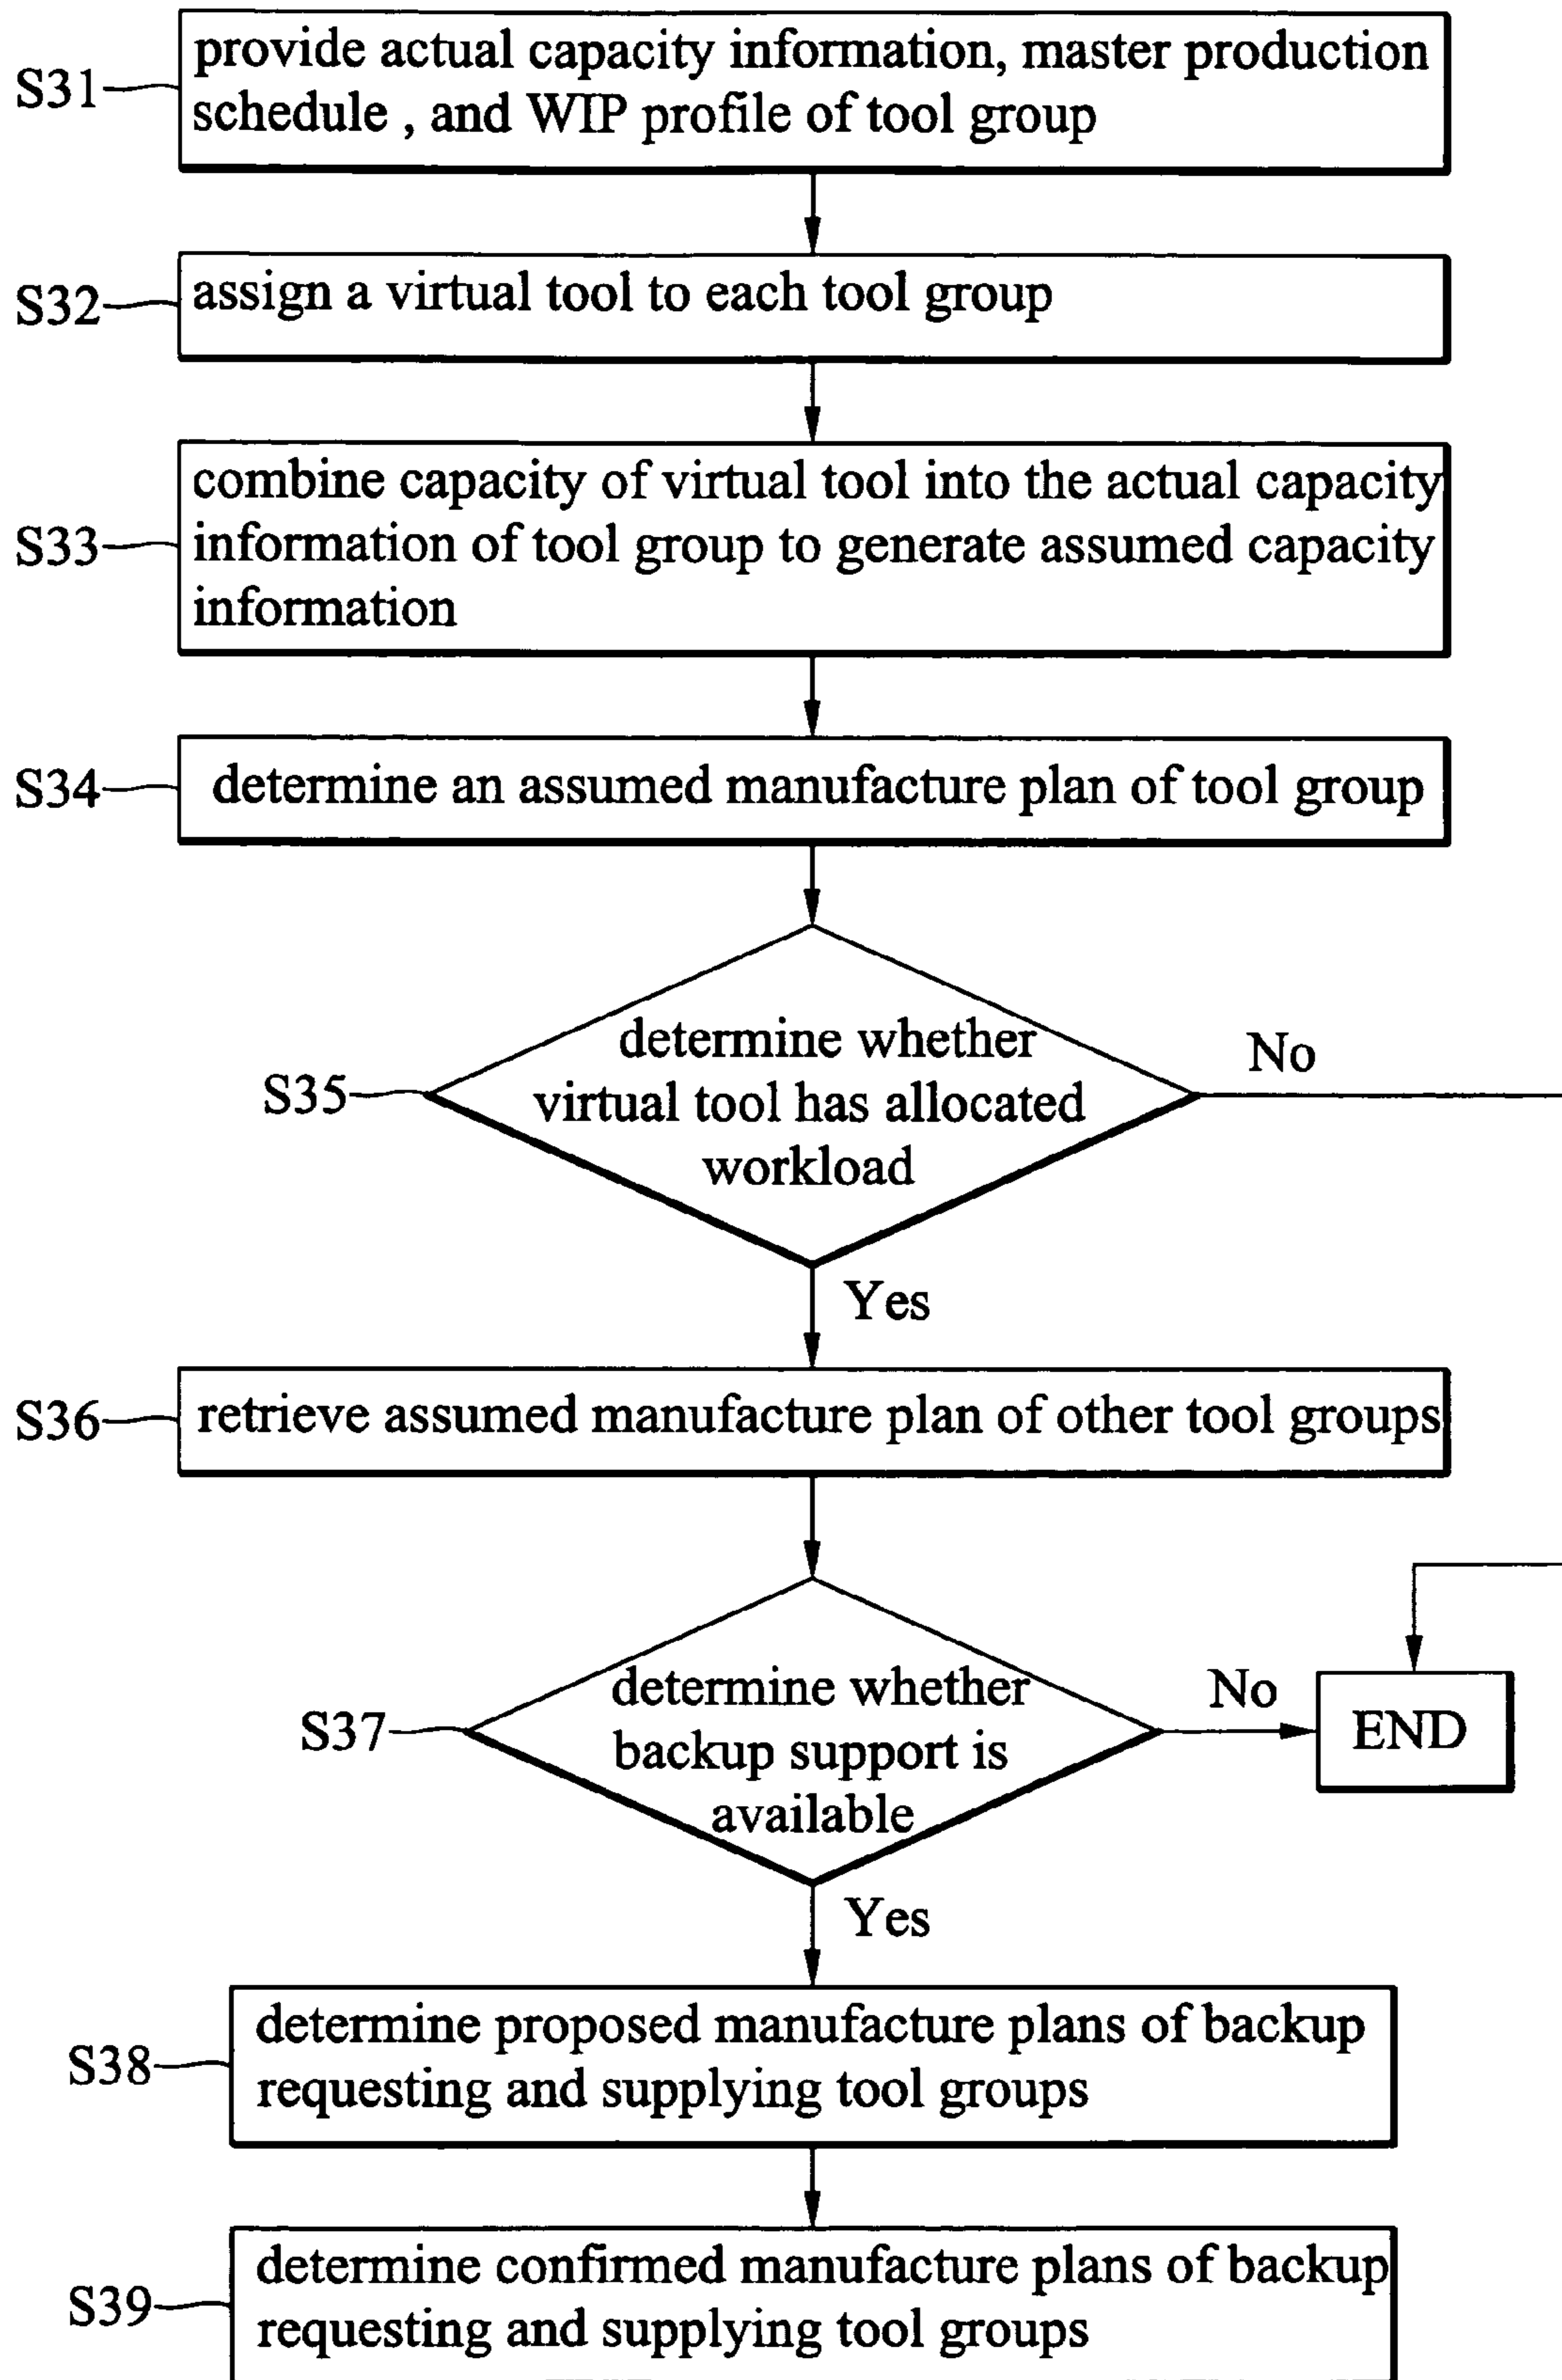 S31
provide actual capacity information, master production
schedule , and WIP profile of tool group
S32
assign a virtual tool to each tool group
S33
combine capacity of virtual tool into the actual capacity
information of tool group to generate assumed capacity
information
S34
determine an assumed manufacture plan of tool group
S35
determine whether
virtual tool has allocated
workload
No
Yes
S36
retrieve assumed manufacture plan of other tool groups
S37
determine whether
backup support is
available
No
END
Yes
S38
determine proposed manufacture plans of backup
requesting and supplying tool groups
S39
determine confirmed manufacture plans of backup
requesting and supplying tool groups